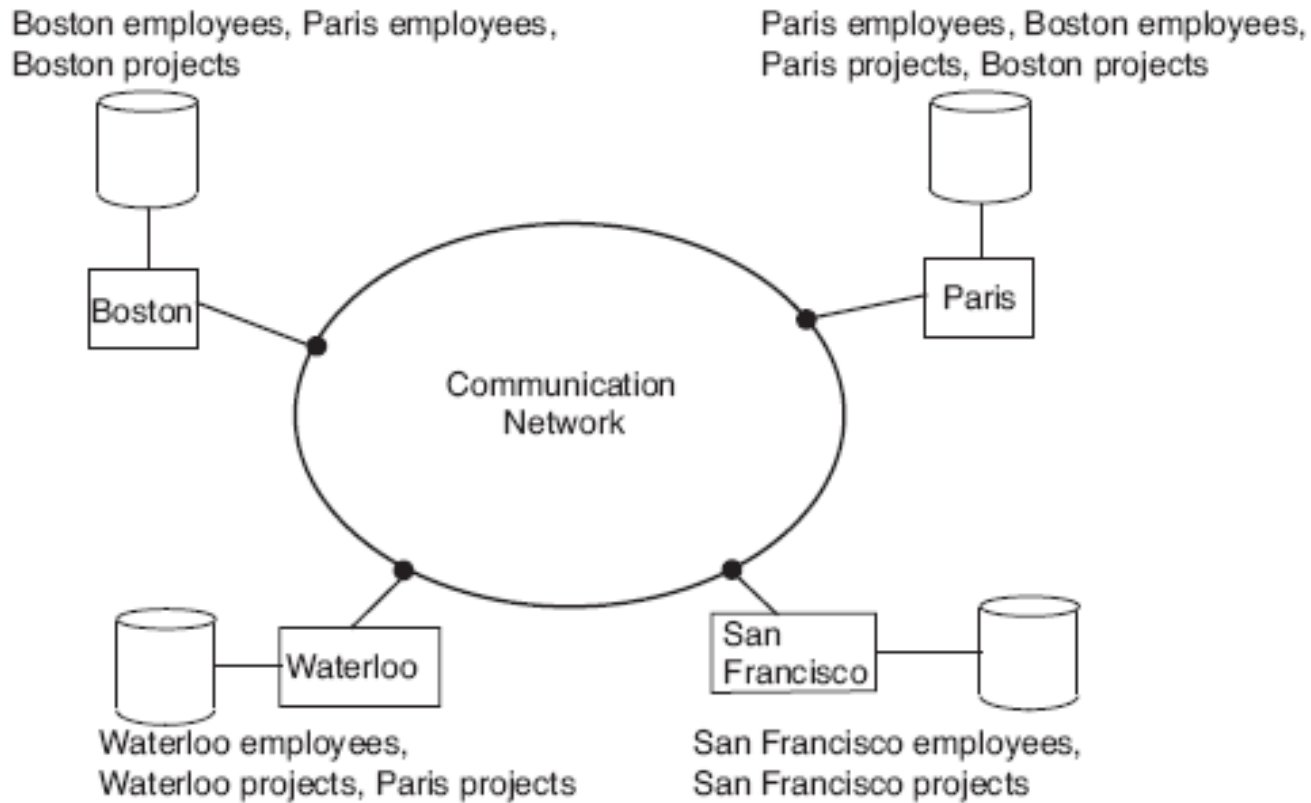 Boston employees, Paris employees,
Boston projects
Paris employees, Boston employees,
Paris projects, Boston projects
Boston
Paris
Communication
Network
Waterloo
San
Francisco
Waterloo employees,
Waterloo projects, Paris projects
San Francisco employees,
San Francisco projects